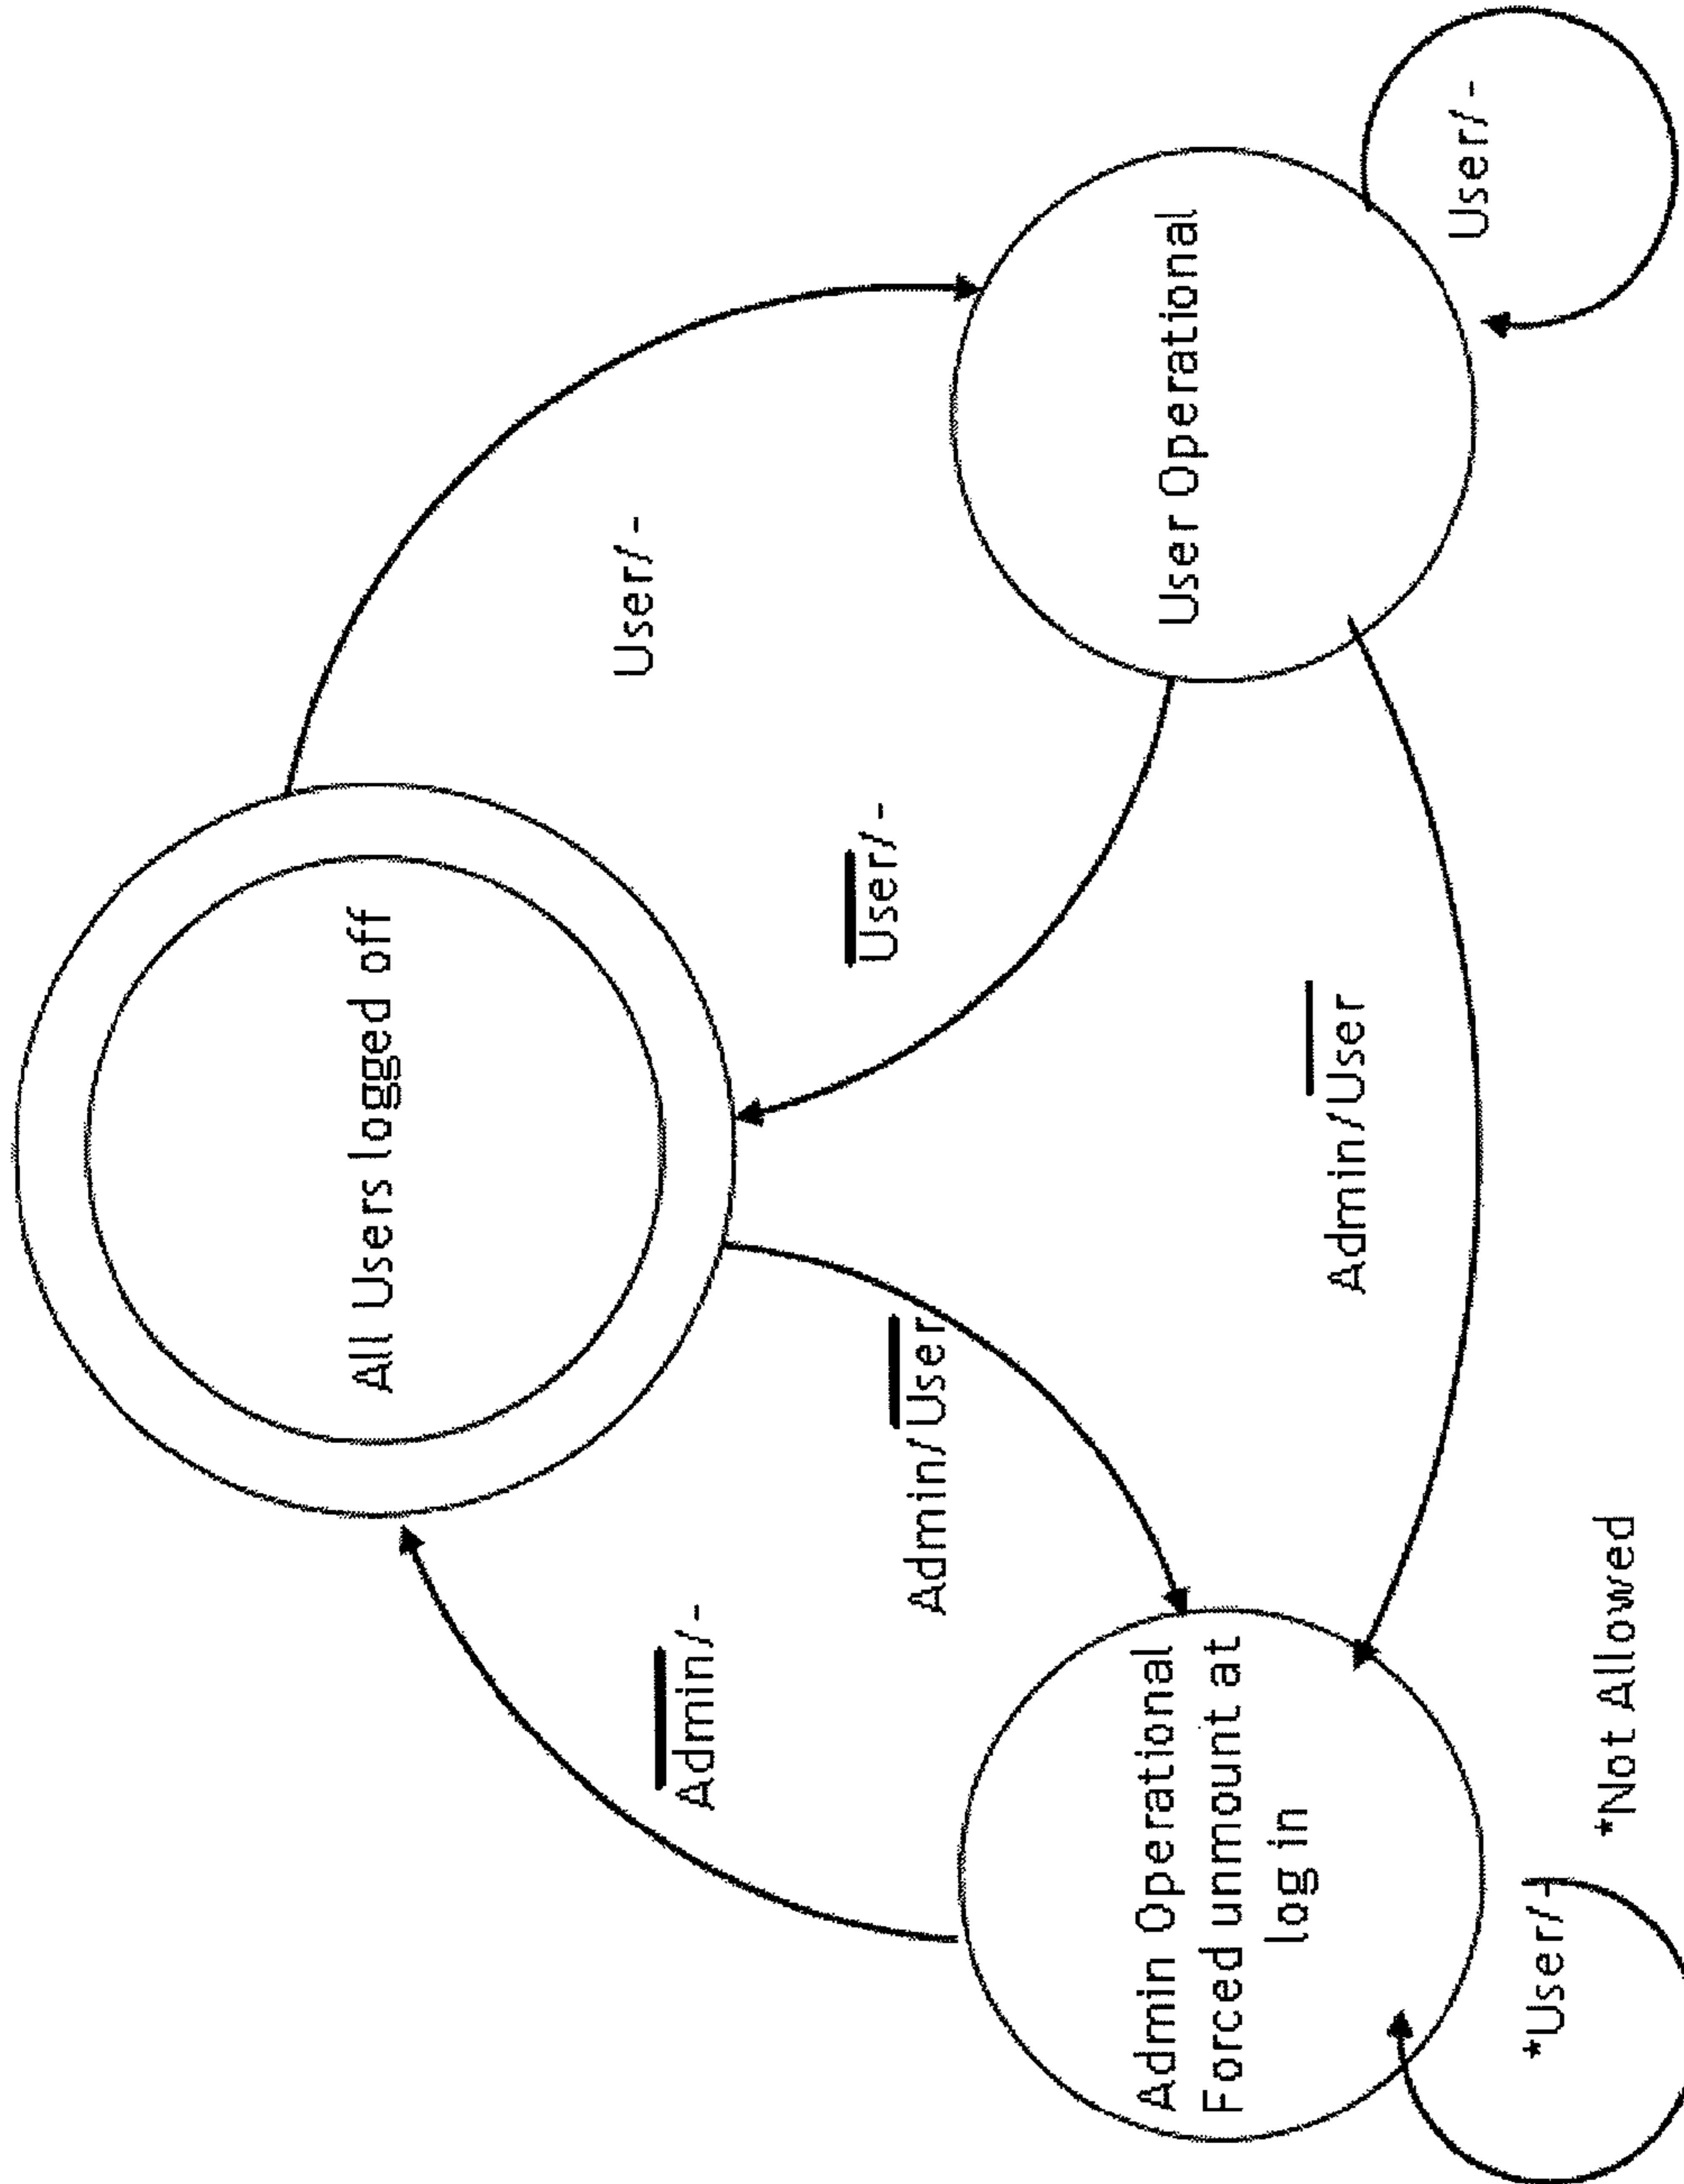 All Users logged off
User/-
Admin/-
User/-
Admin/User
Admin Operational
Forced unmount at
log in
User Operational
Admin/User
User/-
*User/-
*Not Allowed